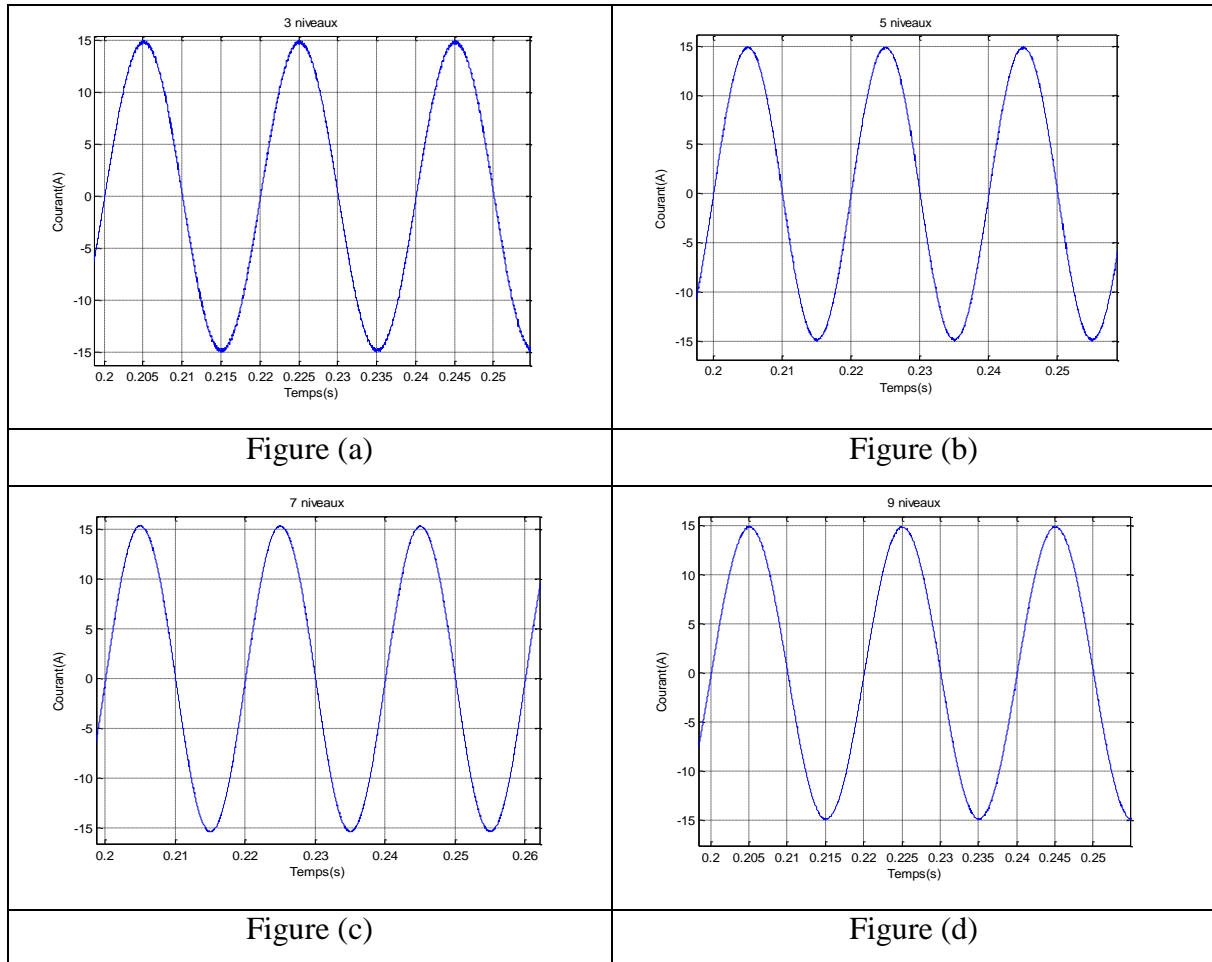 3 niveaux
15
10
5
0
-5
-10
-15
Courant(A)
0.2 0.205 0.21 0.215 0.22 0.225 0.23 0.235 0.24 0.245 0.25
Temps(s)
Figure (a)
5 niveaux
15
10
5
0
-5
-10
-15
Courant(A)
0.2 0.21 0.22 0.23 0.24 0.25
Temps(s)
Figure (b)
7 niveaux
15
10
5
0
-5
-10
-15
Courant(A)
0.2 0.21 0.22 0.23 0.24 0.25 0.26
Temps(s)
Figure (c)
9 niveaux
15
10
5
0
-5
-10
-15
Courant(A)
0.2 0.205 0.21 0.215 0.22 0.225 0.23 0.235 0.24 0.245 0.25
Temps(s)
Figure (d)